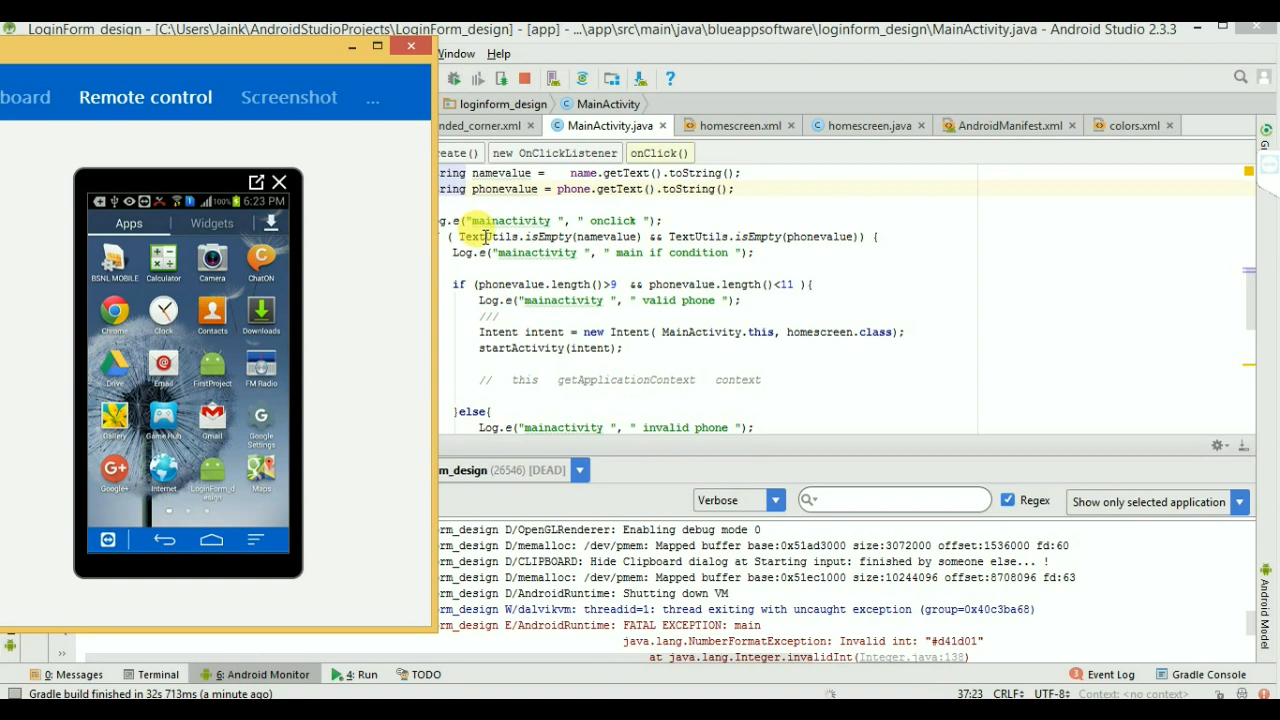 LoginForm_design - [C:\Users\Jaink\AndroidStudioProjects\LoginForm_design] - [app] - ...\app\src\main\java\blueappsoftware\loginform_design\MainActivity.java - Android Studio 2.3.3
Window Help
board Remote control Screenshot ...
loginform_design MainActivity
nded_corner.xml MainActivity.java homescreen.xml homescreen.java AndroidManifest.xml colors.xml
reate() new OnClickListener onClick()
ring namevalue = name.getText().toString();
ring phonevalue = phone.getText().toString();
og.e("mainactivity ", " onclick ");
( TextUtils.isEmpty(namevalue) && TextUtils.isEmpty(phonevalue)) {
Log.e("mainactivity ", " main if condition ");
if (phonevalue.length()>9 && phonevalue.length()<11 ){
Log.e("mainactivity ", " valid phone ");
///
Intent intent = new Intent( MainActivity.this, homescreen.class);
startActivity(intent);
// this getApplicationContext context
}else{
Log.e("mainactivity ", " invalid phone ");
100% 6:23 PM
Apps Widgets
BSNL MOBILE Calculator Camera ChatON
Chrome Clock Contacts Downloads
Drive Email FirstProject FM Radio
Gallery Game Hub Gmail Google Settings
Google+ Internet LoginForm_design Maps
m_design (26546) [DEAD]
Verbose Regex Show only selected application
orm_design D/OpenGLRenderer: Enabling debug mode 0
orm_design D/memalloc: /dev/pmem: Mapped buffer base:0x51ad3000 size:3072000 offset:1536000 fd:60
orm_design D/CLIPBOARD: Hide Clipboard dialog at Starting input: finished by someone else... !
orm_design D/memalloc: /dev/pmem: Mapped buffer base:0x51ec1000 size:10244096 offset:8708096 fd:63
orm_design D/AndroidRuntime: Shutting down VM
orm_design W/dalvikvm: threadid=1: thread exiting with uncaught exception (group=0x40c3ba68)
orm_design E/AndroidRuntime: FATAL EXCEPTION: main
java.lang.NumberFormatException: Invalid int: "#d41d01"
at java.lang.Integer.invalidInt(Integer.java:138)
Android Model
0: Messages Terminal 6: Android Monitor 4: Run TODO Event Log Gradle Console
Gradle build finished in 32s 713ms (a minute ago) 37:23 CRLF UTF-8 Context: <no context>